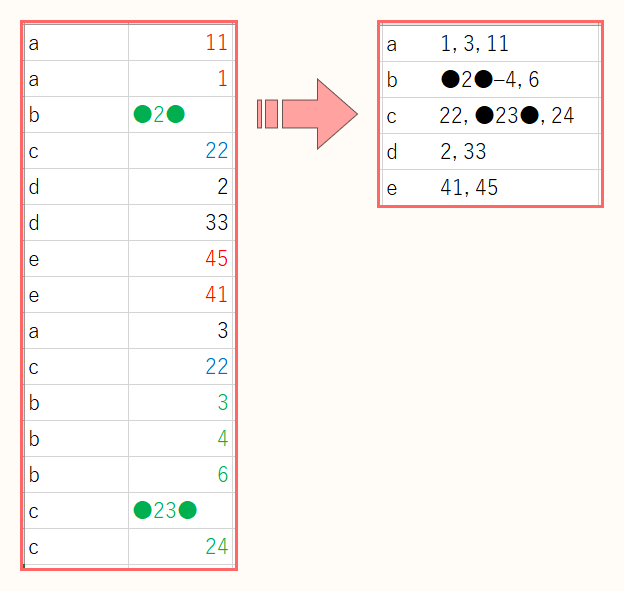 a 11
a 1
b ●2●
c 22
d 2
d 33
e 45
e 41
a 3
c 22
b 3
b 4
b 6
c ●23●
c 24
a 1, 3, 11
b ●2●–4, 6
c 22, ●23●, 24
d 2, 33
e 41, 45